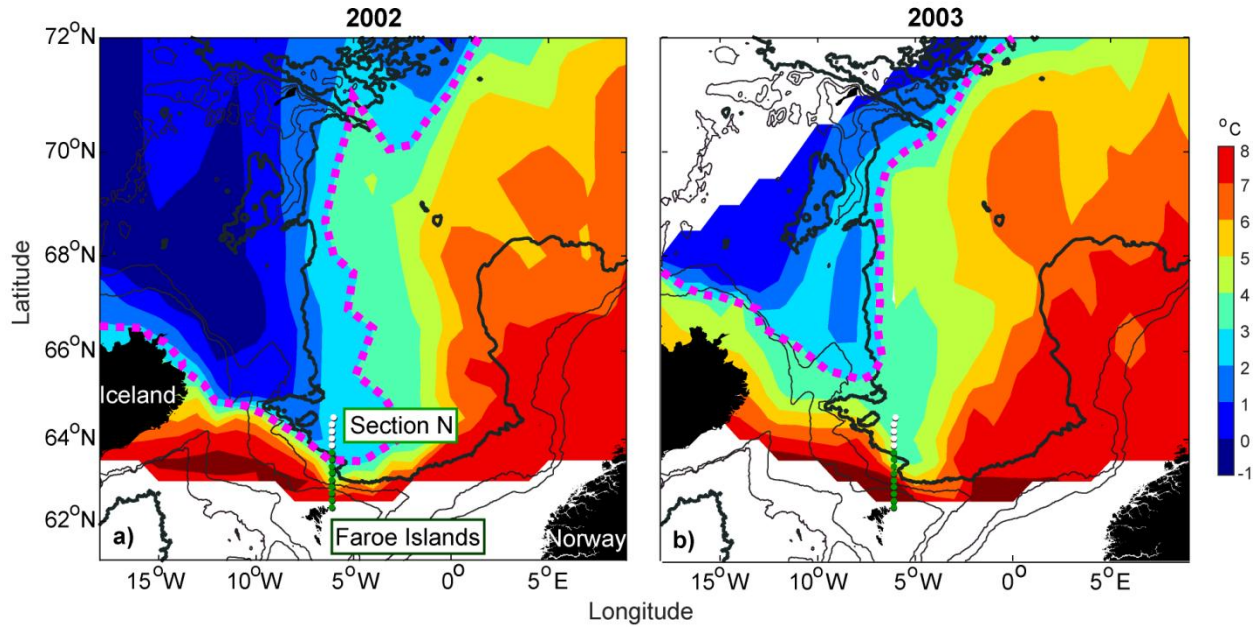 2002
2003
72°N
70°N
68°N
66°N
64°N
62°N
Latitude
Iceland
Section N
Faroe Islands
Norway
a)
b)
°C
8
7
6
5
4
3
2
1
0
-1
15°W 10°W 5°W 0° 5°E
15°W 10°W 5°W 0° 5°E
Longitude